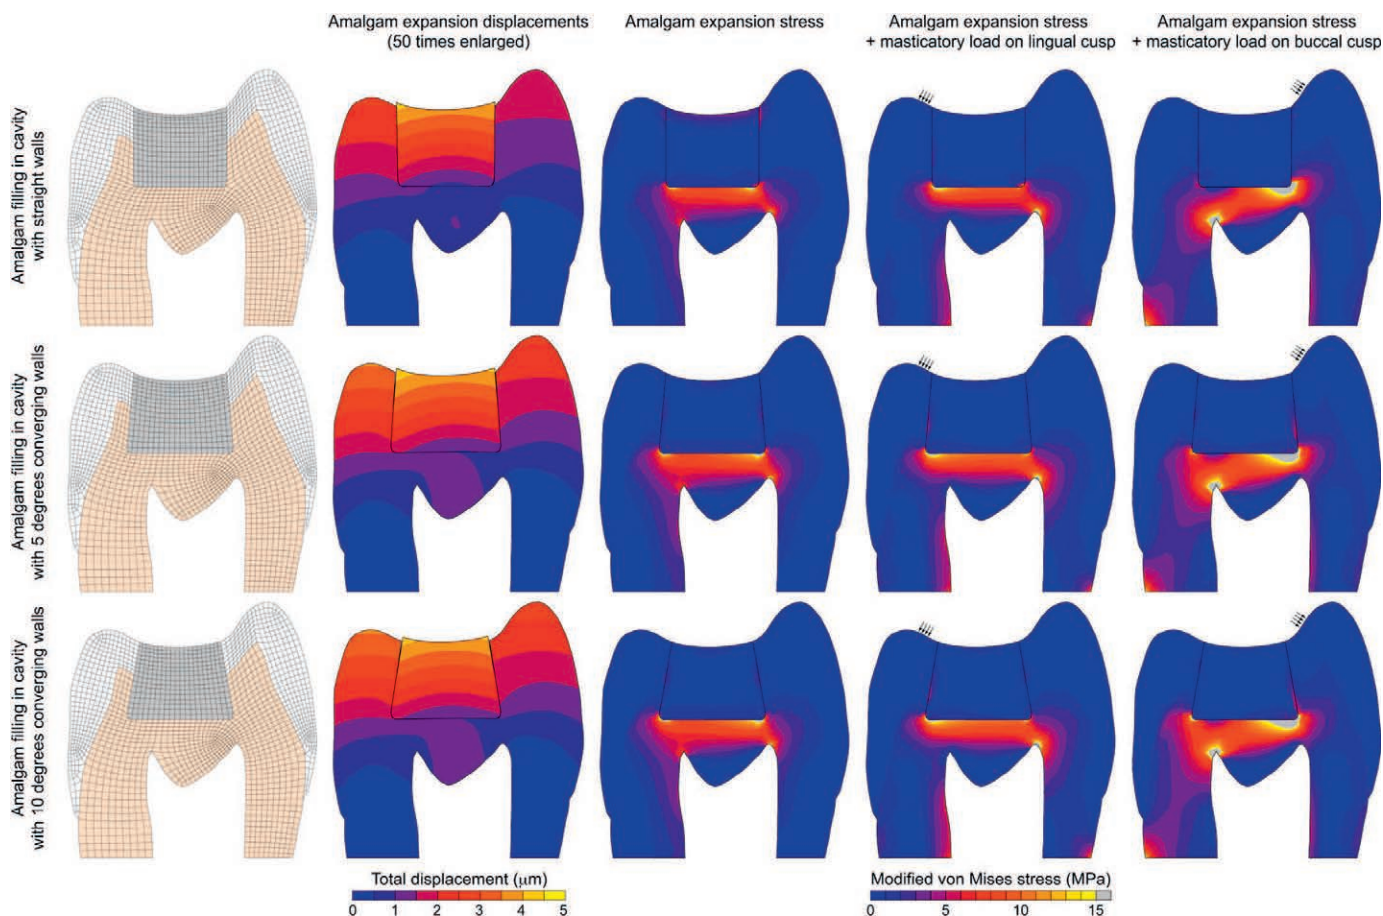 Amalgam expansion displacements
(50 times enlarged)
Amalgam expansion stress
Amalgam expansion stress
+ masticatory load on lingual cusp
Amalgam expansion stress
+ masticatory load on buccal cusp
Amalgam filling in cavity
with straight walls
Amalgam filling in cavity
with 5 degrees converging walls
Amalgam filling in cavity
with 10 degrees converging walls
Total displacement (μm)
0 1 2 3 4 5
Modified von Mises stress (MPa)
0 5 10 15